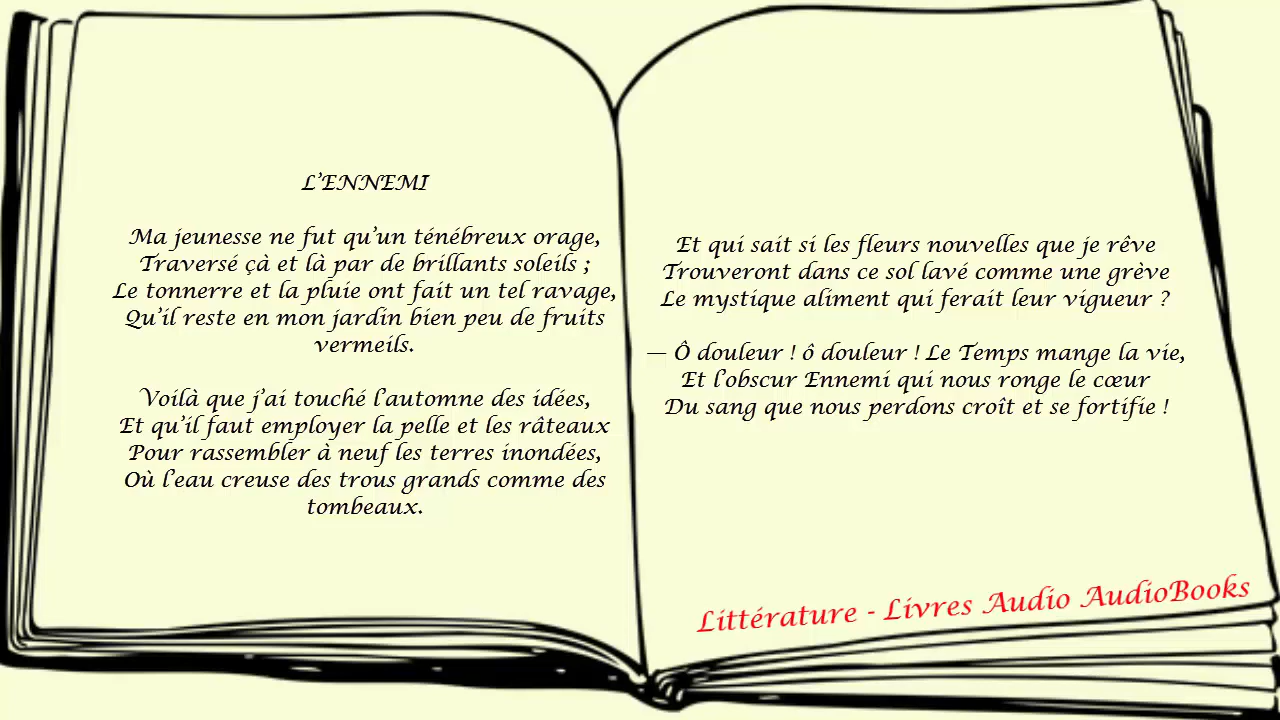 L'ENNEMI
Ma jeunesse ne fut qu'un ténébreux orage,
Traversé çà et là par de brillants soleils ;
Le tonnerre et la pluie ont fait un tel ravage,
Qu'il reste en mon jardin bien peu de fruits
vermeils.
Voilà que j'ai touché l'automne des idées,
Et qu'il faut employer la pelle et les râteaux
Pour rassembler à neuf les terres inondées,
Où l'eau creuse des trous grands comme des
tombeaux.
Et qui sait si les fleurs nouvelles que je rêve
Trouveront dans ce sol lavé comme une grève
Le mystique aliment qui ferait leur vigueur ?
— Ô douleur ! ô douleur ! Le Temps mange la vie,
Et l'obscur Ennemi qui nous ronge le cœur
Du sang que nous perdons croît et se fortifie !
Littérature - Livres Audio AudioBooks